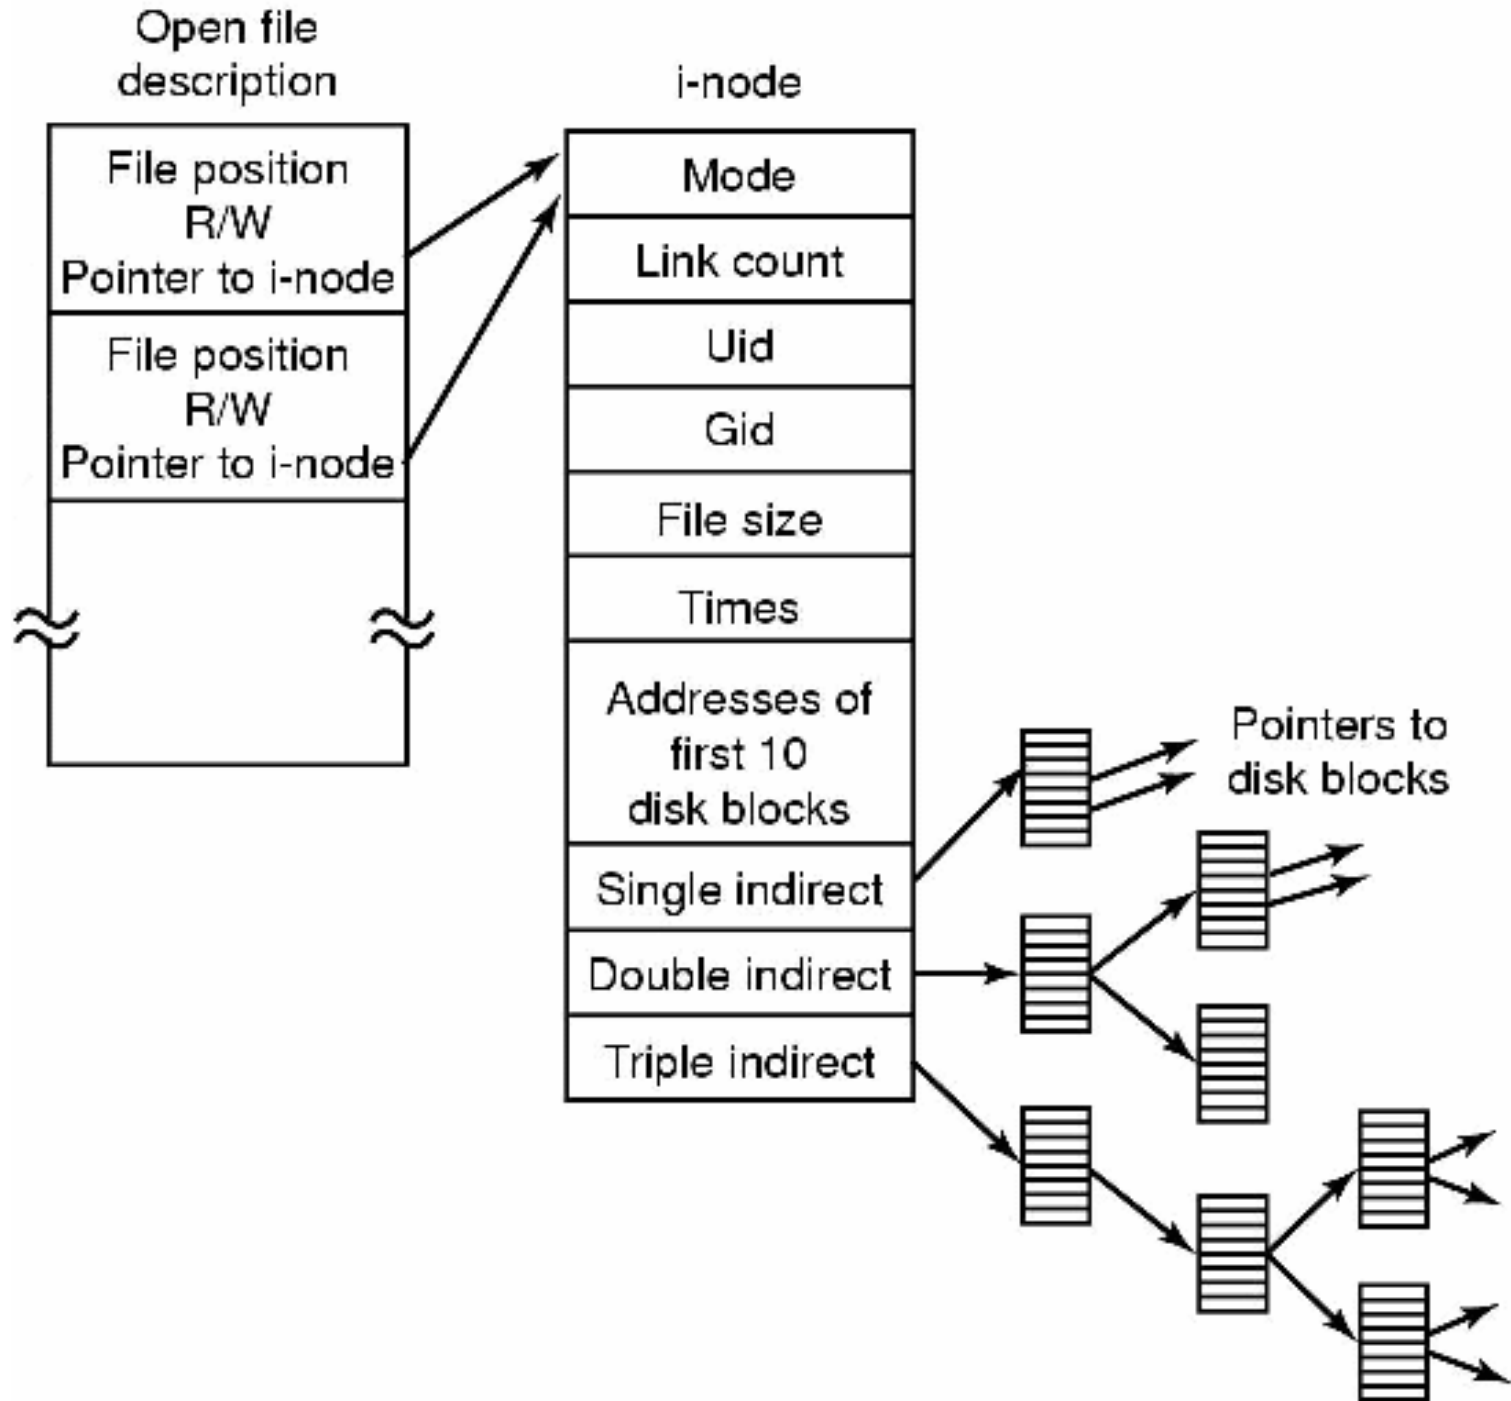 Open file
description
File position
R/W
Pointer to i-node
File position
R/W
Pointer to i-node
i-node
Mode
Link count
Uid
Gid
File size
Times
Addresses of
first 10
disk blocks
Single indirect
Double indirect
Triple indirect
Pointers to
disk blocks